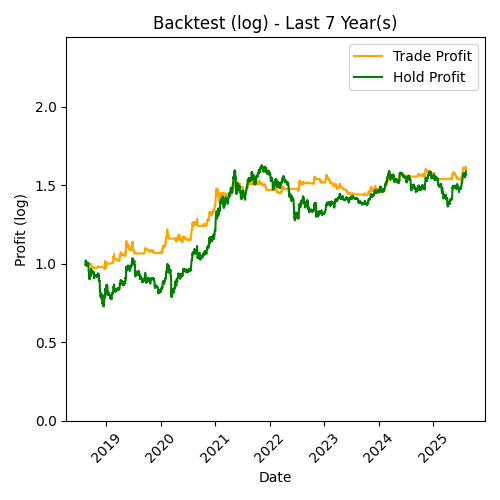 Backtest (log) - Last 7 Year(s)
Trade Profit
Hold Profit
Profit (log)
2.0
1.5
1.0
0.5
0.0
2019
2020
2021
2022
2023
2024
2025
Date